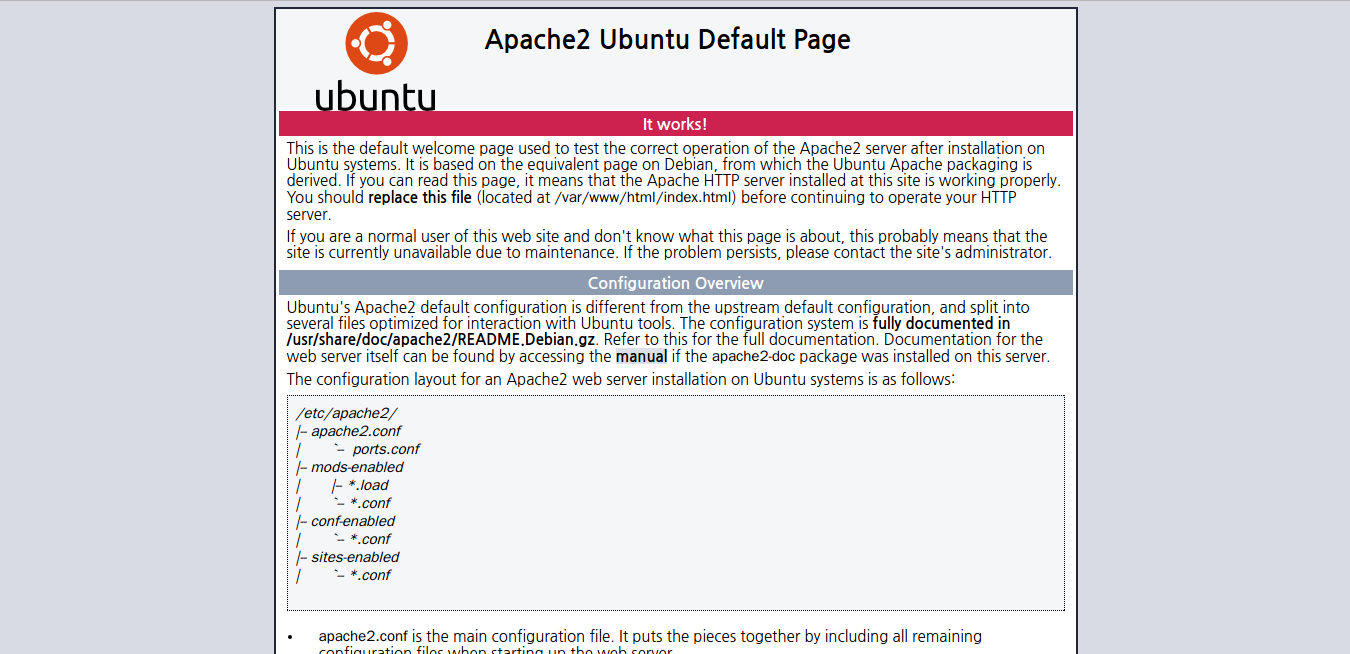 ubuntu
Apache2 Ubuntu Default Page
It works!
This is the default welcome page used to test the correct operation of the Apache2 server after installation on
Ubuntu systems. It is based on the equivalent page on Debian, from which the Ubuntu Apache packaging is
derived. If you can read this page, it means that the Apache HTTP server installed at this site is working properly.
You should replace this file (located at /var/www/html/index.html) before continuing to operate your HTTP
server.
If you are a normal user of this web site and don't know what this page is about, this probably means that the
site is currently unavailable due to maintenance. If the problem persists, please contact the site's administrator.
Configuration Overview
Ubuntu's Apache2 default configuration is different from the upstream default configuration, and split into
several files optimized for interaction with Ubuntu tools. The configuration system is fully documented in
/usr/share/doc/apache2/README.Debian.gz. Refer to this for the full documentation. Documentation for the
web server itself can be found by accessing the manual if the apache2-doc package was installed on this server.
The configuration layout for an Apache2 web server installation on Ubuntu systems is as follows:
/etc/apache2/
|-- apache2.conf
|       `--  ports.conf
|-- mods-enabled
|       |-- *.load
|       `-- *.conf
|-- conf-enabled
|       `-- *.conf
|-- sites-enabled
|       `-- *.conf
• apache2.conf is the main configuration file. It puts the pieces together by including all remaining
configuration files when starting up the web server.